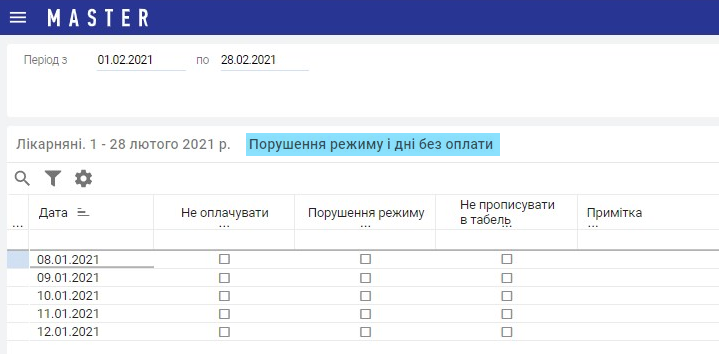 MASTER
Період з 01.02.2021 по 28.02.2021
Лікарняні. 1 - 28 лютого 2021 р. Порушення режиму і дні без оплати
... Дата Не оплачувати ... Порушення режиму ... Не прописувати
в табель ... Примітка ...
08.01.2021
09.01.2021
10.01.2021
11.01.2021
12.01.2021